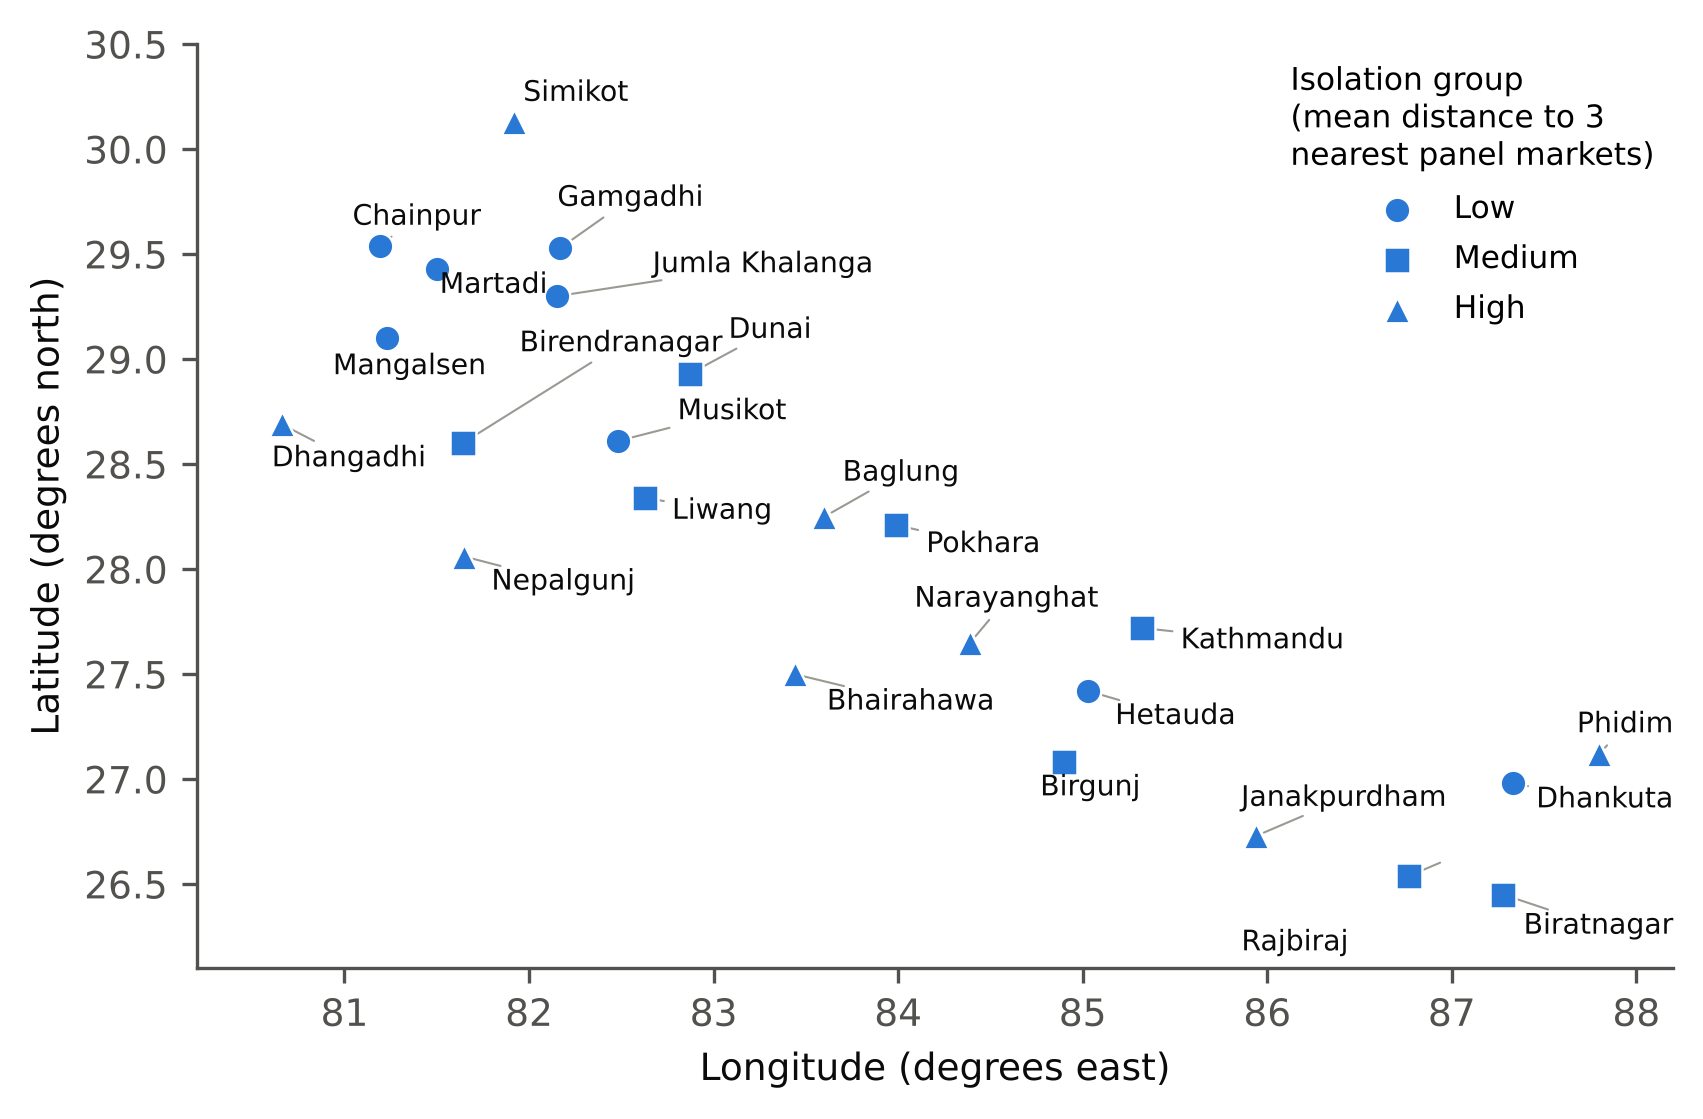 30.5
30.0
29.5
29.0
28.5
28.0
27.5
27.0
26.5
Latitude (degrees north)
Isolation group
(mean distance to 3
nearest panel markets)
Low
Medium
High
Simikot
Gamgadhi
Chainpur
Jumla Khalanga
Martadi
Dunai
Birendranagar
Mangalsen
Musikot
Dhangadhi
Baglung
Liwang
Pokhara
Nepalgunj
Narayanghat
Kathmandu
Bhairahawa
Hetauda
Phidim
Birgunj
Janakpurdham
Dhankuta
Biratnagar
Rajbiraj
81
82
83
84
85
86
87
88
Longitude (degrees east)